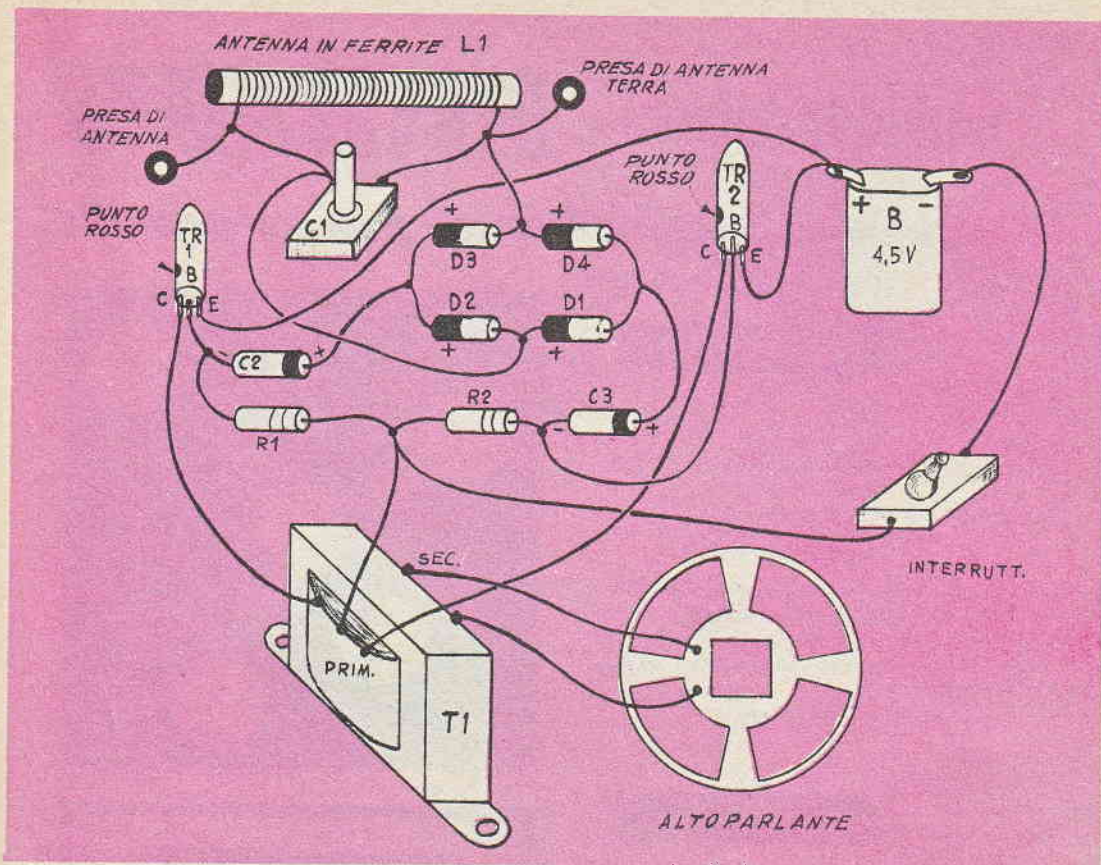 ANTENNA IN FERRITE L1
PRESA DI ANTENNA
TERRA
PRESA DI
ANTENNA
PUNTO
ROSSO
TR
1
B
C E
C1
+ +
D3 D4
D2 D1
+ +
PUNTO
ROSSO
TR
2
B
C E
+ B -
4,5 V
- C2 +
R1
R2
C3
- +
INTERRUTT.
SEC.
PRIM.
T1
ALTOPARLANTE